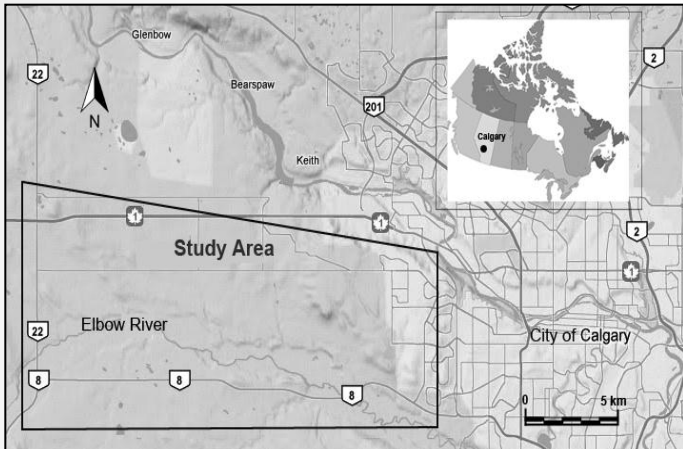 Glenbow
22
2
Bearspaw
201
N
Calgary
Keith
1
1
2
Study Area
1
22
Elbow River
City of Calgary
8
8
8
0
5 km